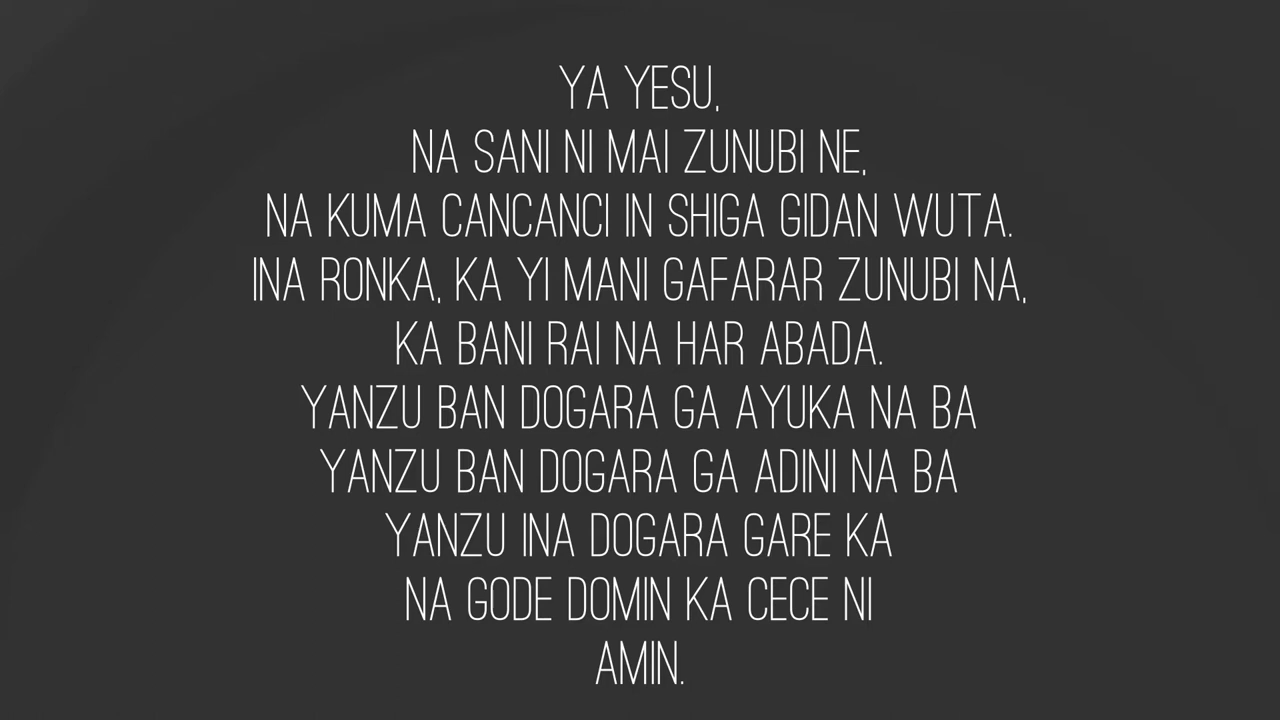 YA YESU,
NA SANI NI MAI ZUNUBI NE,
NA KUMA CANCANCI IN SHIGA GIDAN WUTA.
INA RONKA, KA YI MANI GAFARAR ZUNUBI NA,
KA BANI RAI NA HAR ABADA.
YANZU BAN DOGARA GA AYUKA NA BA
YANZU BAN DOGARA GA ADINI NA BA
YANZU INA DOGARA GARE KA
NA GODE DOMIN KA CECE NI
AMIN.